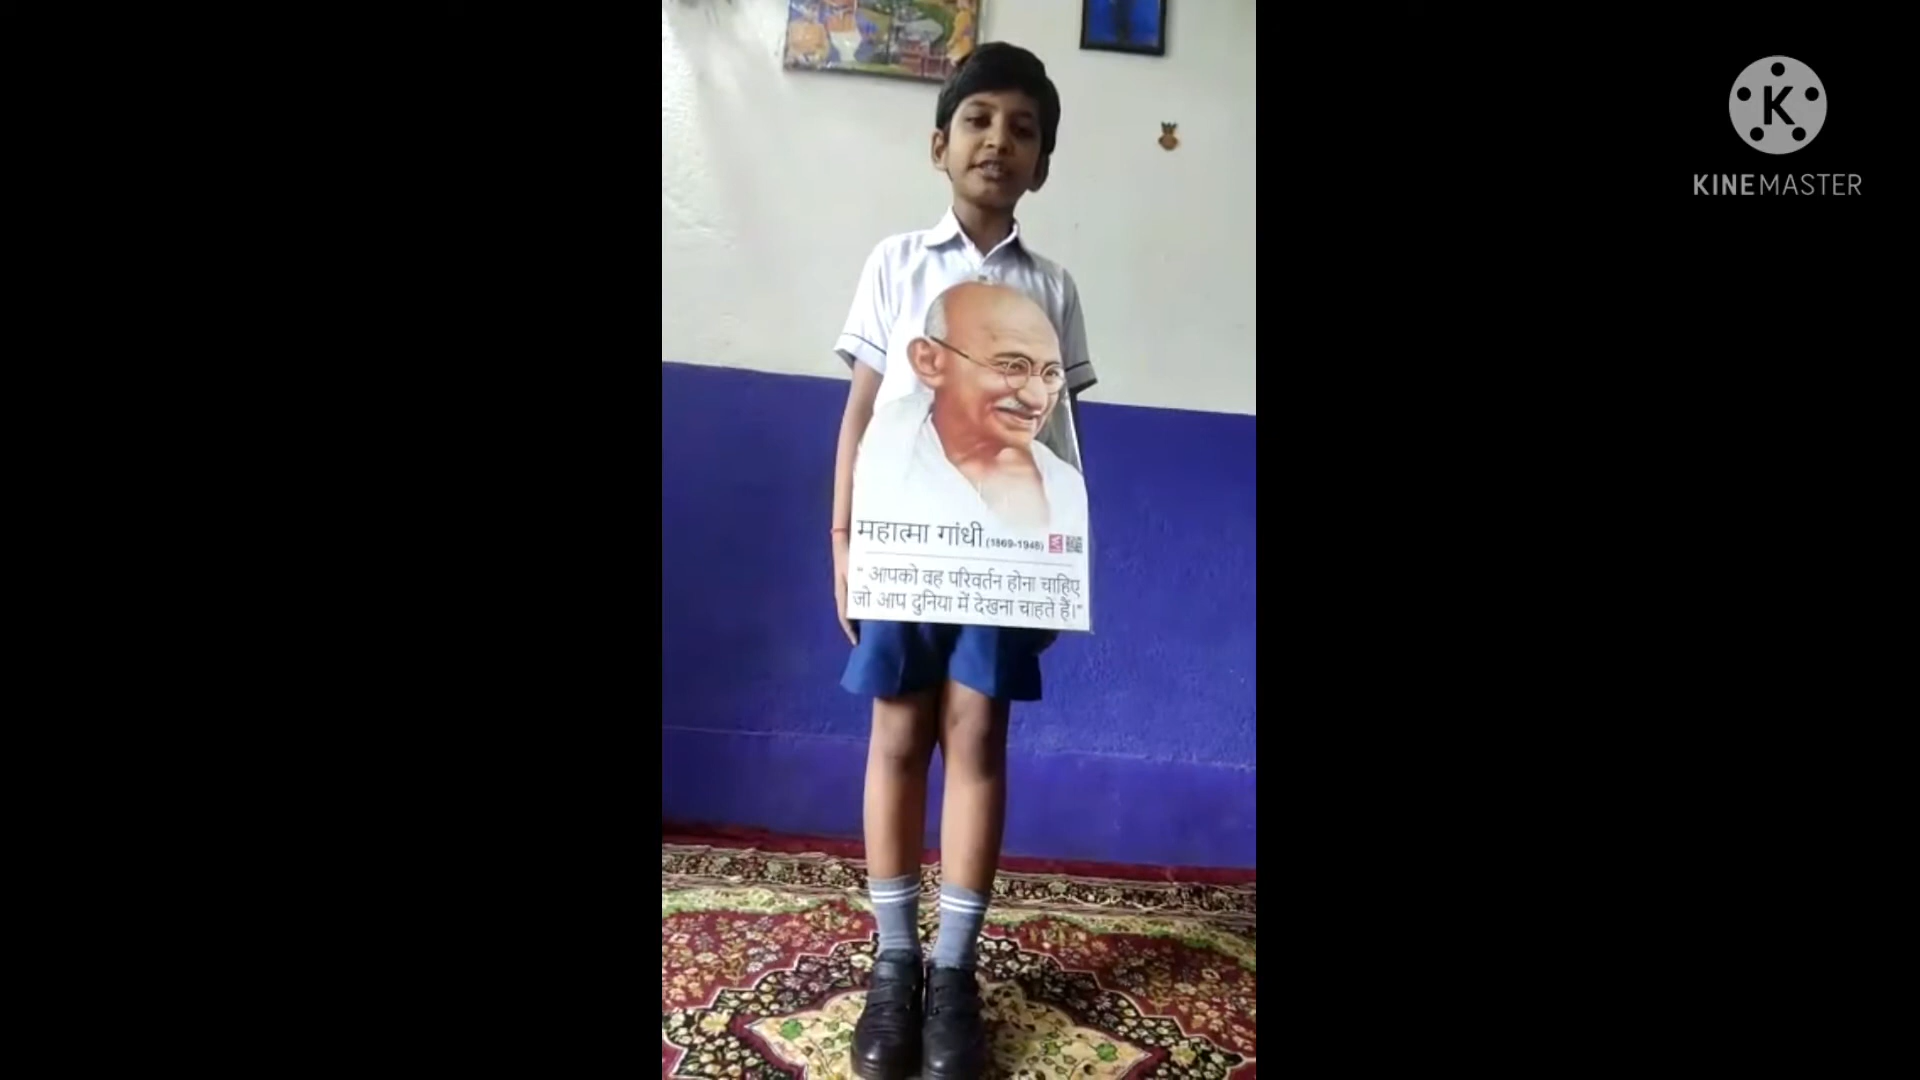 KINEMASTER
महात्मा गांधी (1869-1948)
" आपको वह परिवर्तन होना चाहिए
जो आप दुनिया में देखना चाहते हैं।"